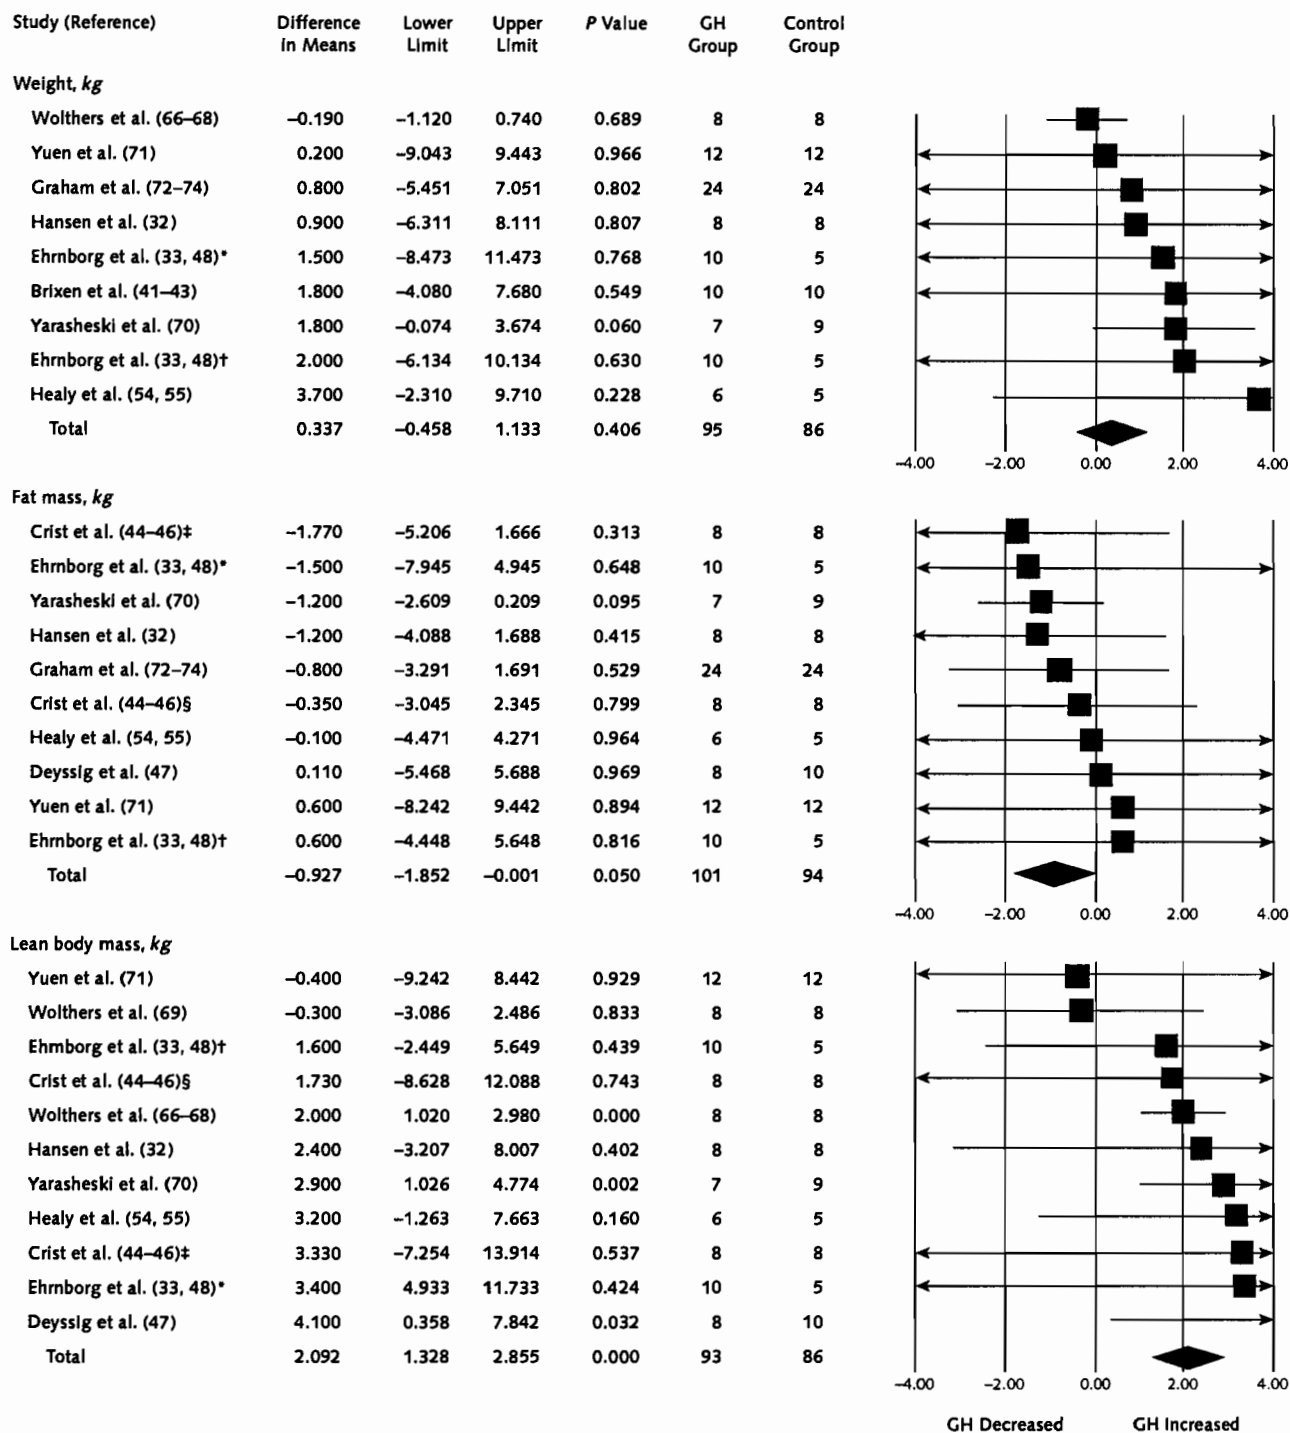 Study (Reference) Difference in Means Lower Limit Upper Limit P Value GH Group Control Group
Weight, kg
Wolthers et al. (66–68) –0.190 –1.120 0.740 0.689 8 8
Yuen et al. (71) 0.200 –9.043 9.443 0.966 12 12
Graham et al. (72–74) 0.800 –5.451 7.051 0.802 24 24
Hansen et al. (32) 0.900 –6.311 8.111 0.807 8 8
Ehrnborg et al. (33, 48)* 1.500 –8.473 11.473 0.768 10 5
Brixen et al. (41–43) 1.800 –4.080 7.680 0.549 10 10
Yarasheski et al. (70) 1.800 –0.074 3.674 0.060 7 9
Ehrnborg et al. (33, 48)† 2.000 –6.134 10.134 0.630 10 5
Healy et al. (54, 55) 3.700 –2.310 9.710 0.228 6 5
Total 0.337 –0.458 1.133 0.406 95 86
–4.00 –2.00 0.00 2.00 4.00
Fat mass, kg
Crist et al. (44–46)‡ –1.770 –5.206 1.666 0.313 8 8
Ehrnborg et al. (33, 48)* –1.500 –7.945 4.945 0.648 10 5
Yarasheski et al. (70) –1.200 –2.609 0.209 0.095 7 9
Hansen et al. (32) –1.200 –4.088 1.688 0.415 8 8
Graham et al. (72–74) –0.800 –3.291 1.691 0.529 24 24
Crist et al. (44–46)§ –0.350 –3.045 2.345 0.799 8 8
Healy et al. (54, 55) –0.100 –4.471 4.271 0.964 6 5
Deyssig et al. (47) 0.110 –5.468 5.688 0.969 8 10
Yuen et al. (71) 0.600 –8.242 9.442 0.894 12 12
Ehrnborg et al. (33, 48)† 0.600 –4.448 5.648 0.816 10 5
Total –0.927 –1.852 –0.001 0.050 101 94
–4.00 –2.00 0.00 2.00 4.00
Lean body mass, kg
Yuen et al. (71) –0.400 –9.242 8.442 0.929 12 12
Wolthers et al. (69) –0.300 –3.086 2.486 0.833 8 8
Ehrnborg et al. (33, 48)† 1.600 –2.449 5.649 0.439 10 5
Crist et al. (44–46)§ 1.730 –8.628 12.088 0.743 8 8
Wolthers et al. (66–68) 2.000 1.020 2.980 0.000 8 8
Hansen et al. (32) 2.400 –3.207 8.007 0.402 8 8
Yarasheski et al. (70) 2.900 1.026 4.774 0.002 7 9
Healy et al. (54, 55) 3.200 –1.263 7.663 0.160 6 5
Crist et al. (44–46)‡ 3.330 –7.254 13.914 0.537 8 8
Ehrnborg et al. (33, 48)* 3.400 4.933 11.733 0.424 10 5
Deyssig et al. (47) 4.100 0.358 7.842 0.032 8 10
Total 2.092 1.328 2.855 0.000 93 86
–4.00 –2.00 0.00 2.00 4.00
GH Decreased GH Increased